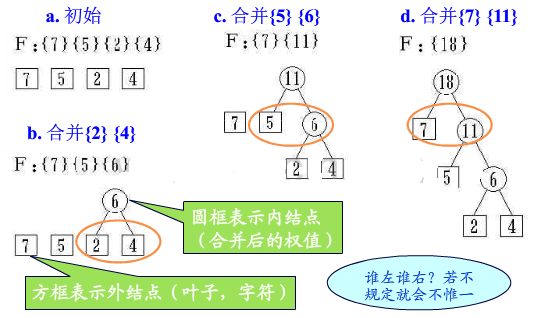 a. 初始
F:{7}{5}{2}{4}
7 5 2 4
b. 合并{2} {4}
F:{7}{5}{6}
6
7 5 2 4
圆框表示内结点
（合并后的权值）
方框表示外结点（叶子，字符）
c. 合并{5} {6}
F:{7}{11}
11
7 5 6
2 4
d. 合并{7} {11}
F:{18}
18
7 11
5 6
2 4
谁左谁右？若不
规定就会不惟一